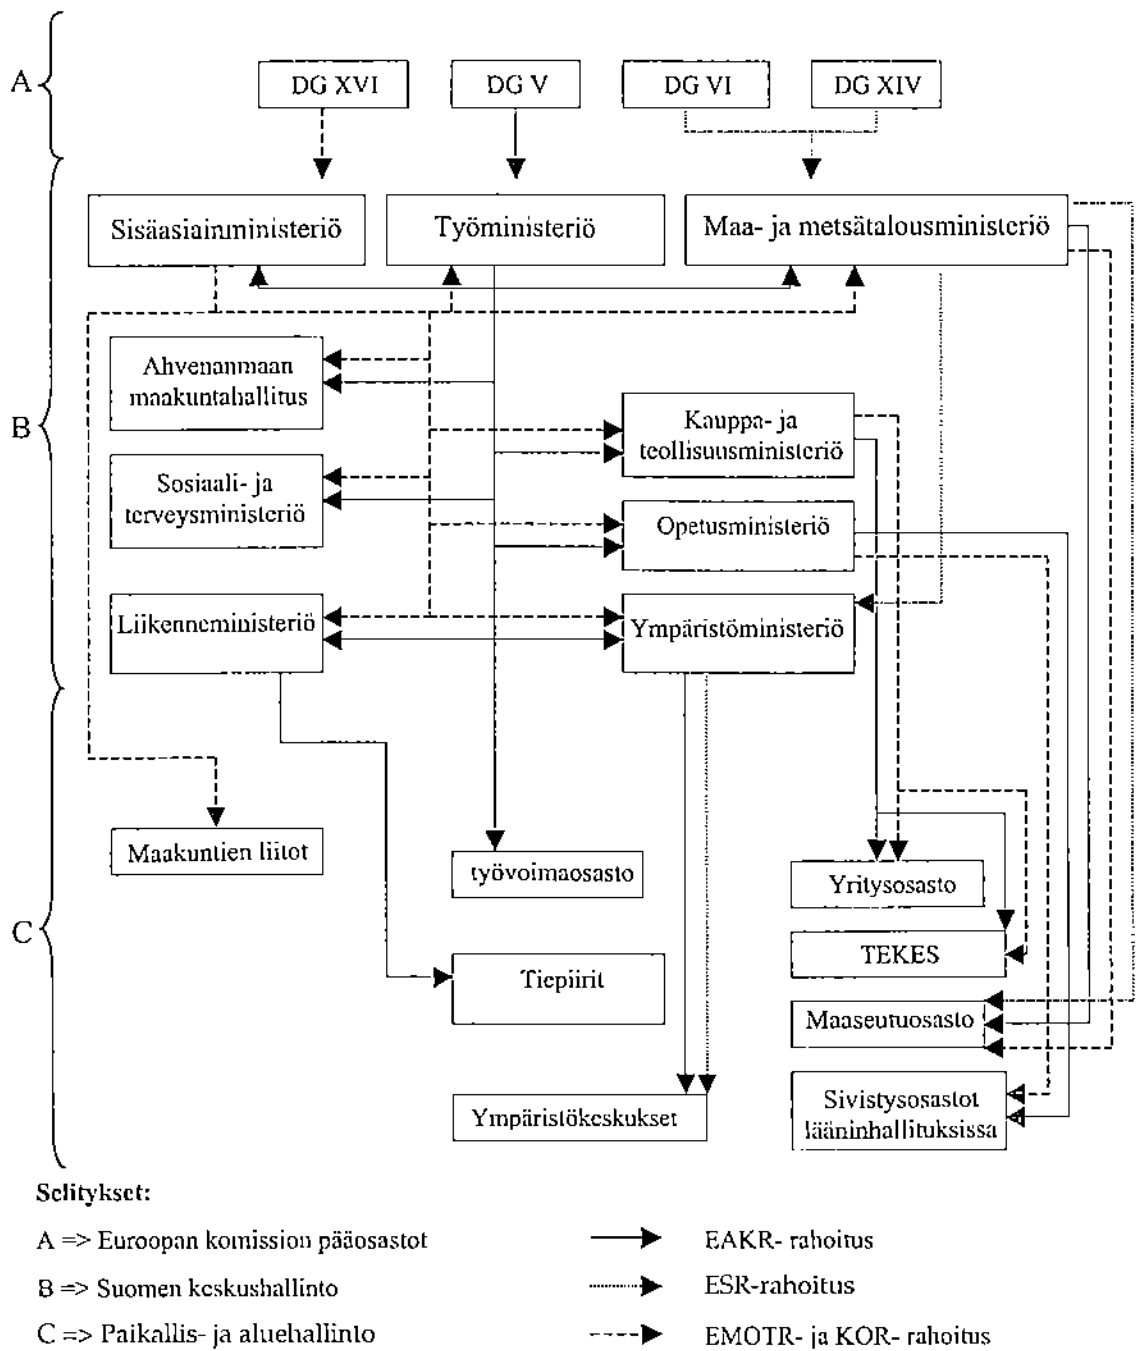 A
DG XVI
DG V
DG VI
DG XIV
Sisäasiainministeriö
Työministeriö
Maa- ja metsätalousministeriö
B
Ahvenanmaan
maakuntahallitus
Kauppa- ja
teollisuusministeriö
Sosiaali- ja
terveysministeriö
Opetusministeriö
Liikenneministeriö
Ympäristöministeriö
C
Maakuntien liitot
työvoimaosasto
Yritysosasto
TEKES
Tiepiirit
Maaseutuosasto
Ympäristökeskukset
Sivistysosastot
lääninhallituksissa
Selitykset:
A => Euroopan komission pääosastot
EAKR- rahoitus
B => Suomen keskushallinto
ESR-rahoitus
C => Paikallis- ja aluehallinto
EMOTR- ja KOR- rahoitus